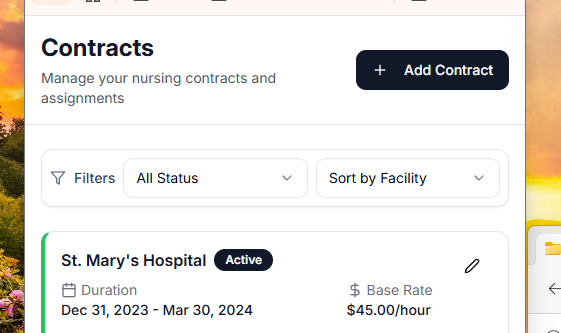 Contracts
Manage your nursing contracts and
assignments
Add Contract
Filters
All Status
Sort by Facility
St. Mary's Hospital
Active
Duration
Base Rate
Dec 31, 2023 - Mar 30, 2024
$45.00/hour